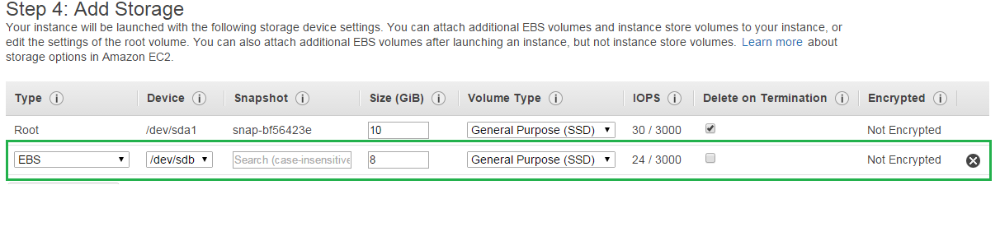 Step 4: Add Storage
Your instance will be launched with the following storage device settings. You can attach additional EBS volumes and instance store volumes to your instance, or
edit the settings of the root volume. You can also attach additional EBS volumes after launching an instance, but not instance store volumes. Learn more about
storage options in Amazon EC2.
Type i Device i Snapshot i Size (GiB) i Volume Type i IOPS i Delete on Termination i Encrypted i
Root /dev/sda1 snap-bf56423e 10 General Purpose (SSD) 30 / 3000 Not Encrypted
EBS /dev/sdb Search (case-insensitive 8 General Purpose (SSD) 24 / 3000 Not Encrypted